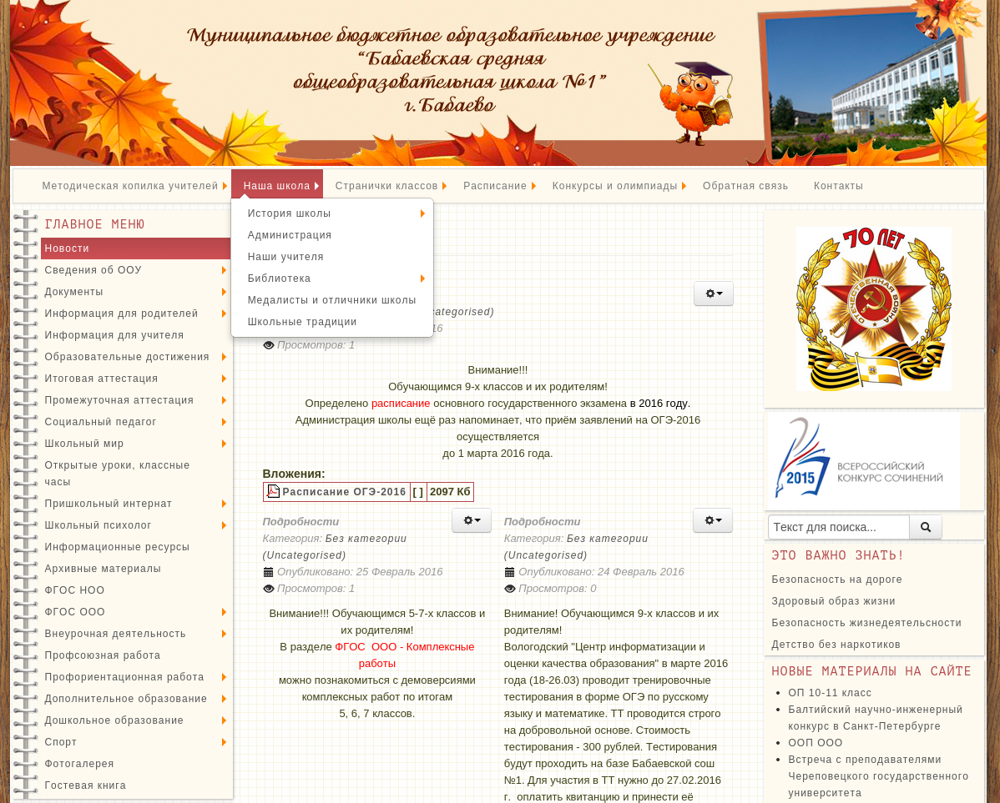 Муниципальное бюджетное образовательное учреждение
“Бабаевская средняя
общеобразовательная школа №1”
г.Бабаево
Методическая копилка учителей
Наша школа
Странички классов
Расписание
Конкурсы и олимпиады
Обратная связь
Контакты
История школы
Администрация
Наши учителя
Библиотека
Медалисты и отличники школы
Школьные традиции
ГЛАВНОЕ МЕНЮ
Новости
Сведения об ООУ
Документы
Информация для родителей
Информация для учителя
Образовательные достижения
Итоговая аттестация
Промежуточная аттестация
Социальный педагог
Школьный мир
Открытые уроки, классные
часы
Пришкольный интернат
Школьный психолог
Информационные ресурсы
Архивные материалы
ФГОС НОО
ФГОС ООО
Внеурочная деятельность
Профсоюзная работа
Профориентационная работа
Дополнительное образование
Дошкольное образование
Спорт
Фотогалерея
Гостевая книга
categorised)
16
Просмотров: 1
Внимание!!!
Обучающимся 9-х классов и их родителям!
Определено расписание основного государственного экзамена в 2016 году.
Администрация школы ещё раз напоминает, что приём заявлений на ОГЭ-2016
осуществляется
до 1 марта 2016 года.
Вложения:
Расписание ОГЭ-2016 [ ] 2097 Кб
Подробности
Категория: Без категории
(Uncategorised)
Опубликовано: 25 Февраль 2016
Просмотров: 1
Внимание!!! Обучающимся 5-7-х классов и
их родителям!
В разделе ФГОС  ООО - Комплексные
работы
можно познакомиться с демоверсиями
комплексных работ по итогам
5, 6, 7 классов.
Подробности
Категория: Без категории
(Uncategorised)
Опубликовано: 24 Февраль 2016
Просмотров: 0
Внимание! Обучающимся 9-х классов и их
родителям!
Вологодский "Центр информатизации и
оценки качества образования" в марте 2016
года (18-26.03) проводит тренировочные
тестирования в форме ОГЭ по русскому
языку и математике. ТТ проводится строго
на добровольной основе. Стоимость
тестирования - 300 рублей. Тестирования
будут проходить на базе Бабаевской сош
№1. Для участия в ТТ нужно до 27.02.2016
г.  оплатить квитанцию и принести её
70 ЛЕТ
ОТЕЧЕСТВЕННАЯ ВОЙНА
2015
ВСЕРОССИЙСКИЙ
КОНКУРС СОЧИНЕНИЙ
Текст для поиска...
ЭТО ВАЖНО ЗНАТЬ!
Безопасность на дороге
Здоровый образ жизни
Безопасность жизнедеятельсности
Детство без наркотиков
НОВЫЕ МАТЕРИАЛЫ НА САЙТЕ
ОП 10-11 класс
Балтийский научно-инженерный
конкурс в Санкт-Петербурге
ООП ООО
Встреча с преподавателями
Череповецкого государственного
университета